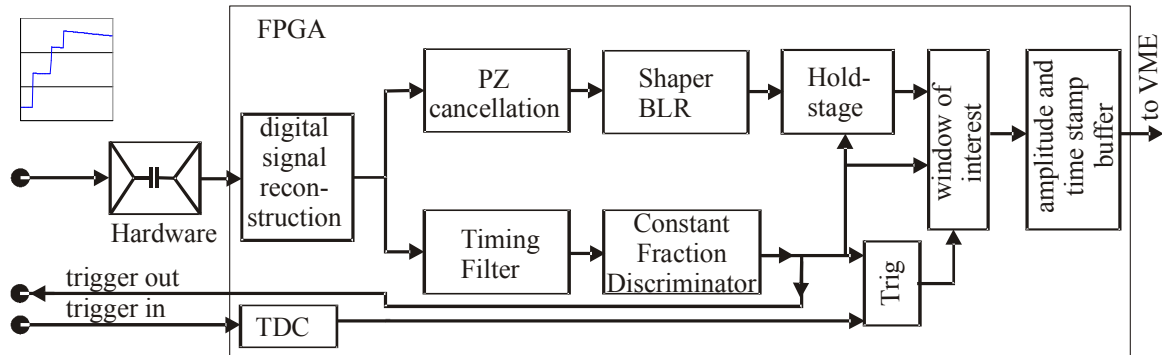 FPGA
PZ
cancellation
Shaper
BLR
Hold-
stage
window of
interest
amplitude and
time stamp
buffer
to VME
digital
signal
recon-
struction
Hardware
Timing
Filter
Constant
Fraction
Discriminator
Trig
trigger out
trigger in
TDC